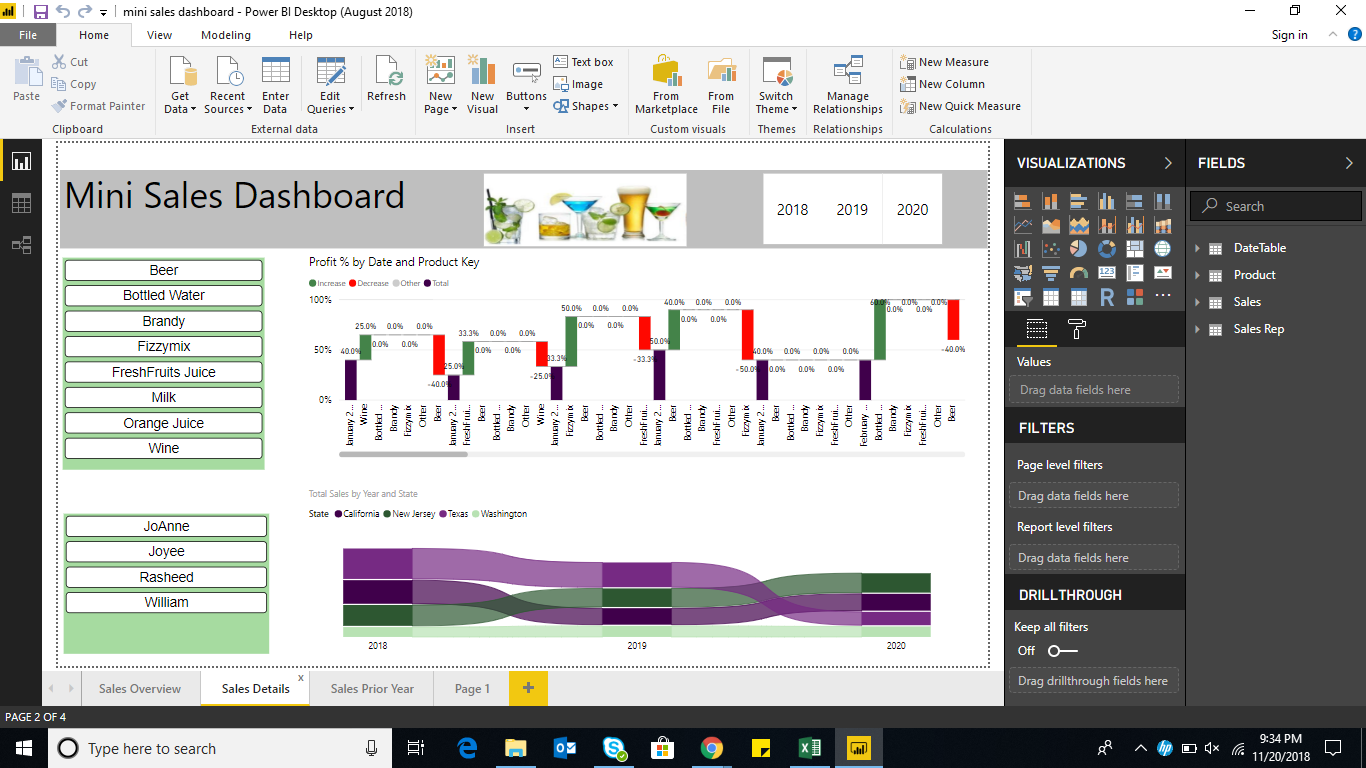 mini sales dashboard - Power BI Desktop (August 2018)
File Home View Modeling Help Sign in
Paste Cut Copy Format Painter
Clipboard
Get Data Recent Sources Enter Data Edit Queries Refresh
External data
New Page New Visual Buttons Text box Image Shapes
Insert
From Marketplace From File
Custom visuals
Switch Theme
Themes
Manage Relationships
Relationships
New Measure
New Column
New Quick Measure
Calculations
Mini Sales Dashboard
2018 2019 2020
Beer
Bottled Water
Brandy
Fizzymix
FreshFruits Juice
Milk
Orange Juice
Wine
JoAnne
Joyee
Rasheed
William
Profit % by Date and Product Key
Increase Decrease Other Total
100%
50%
0%
40.0% 25.0% 0.0% 0.0% 0.0% 0.0% -40.0%
25.0% 33.3% 0.0% 0.0% 0.0% 0.0% -25.0%
33.3% 50.0% 0.0% 0.0% 0.0% 0.0% -33.3%
50.0% 40.0% 0.0% 0.0% 0.0% 0.0% -50.0%
40.0% 0.0% 0.0% 0.0% 0.0% 0.0%
60.0% 0.0% 0.0% 0.0% 0.0% -40.0%
January 2... Wine Bottled ... Brandy Fizzymix Other Beer
January 2... FreshFrui... Beer Bottled ... Brandy Other Wine
January 2... Fizzymix Beer Bottled ... Brandy Other FreshFrui...
January 2... Beer Bottled ... Brandy FreshFrui... Other Fizzymix
January 2... Beer Bottled ... Brandy Fizzymix FreshFrui... Other
February ... Bottled ... Brandy Fizzymix FreshFrui... Other Beer
Total Sales by Year and State
State California New Jersey Texas Washington
2018 2019 2020
VISUALIZATIONS
R
123
Values
Drag data fields here
FILTERS
Page level filters
Drag data fields here
Report level filters
Drag data fields here
DRILLTHROUGH
Keep all filters
Off
Drag drillthrough fields here
FIELDS
Search
DateTable
Product
Sales
Sales Rep
Sales Overview Sales Details x Sales Prior Year Page 1 +
PAGE 2 OF 4
Type here to search
9:34 PM
11/20/2018